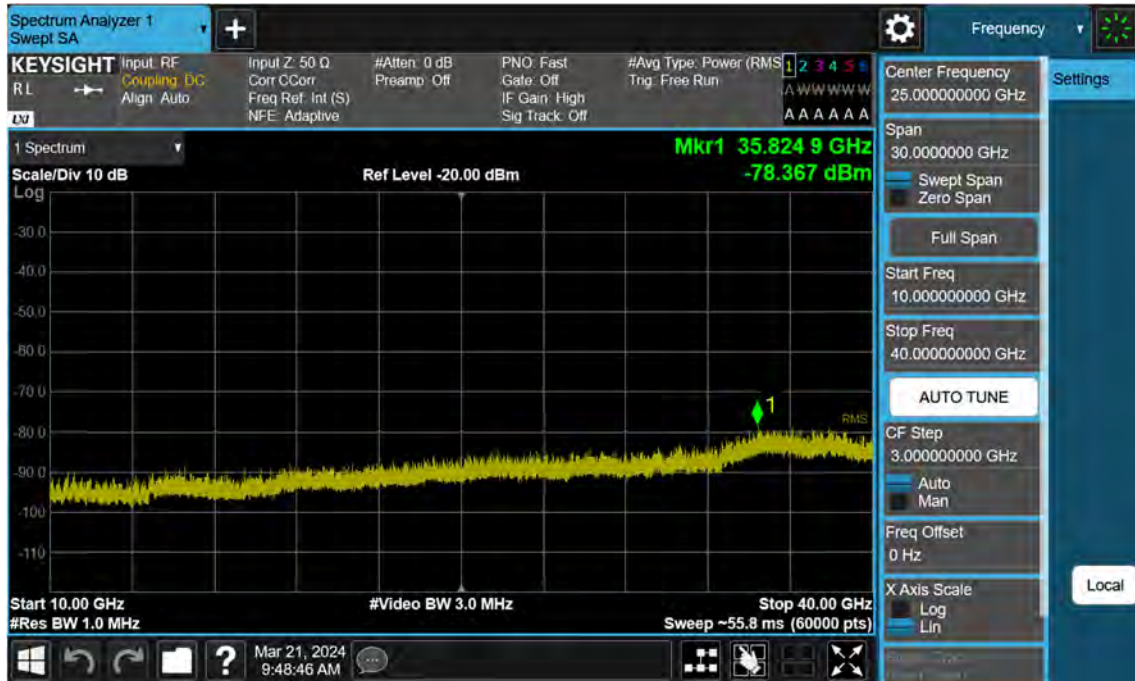 Spectrum Analyzer 1
Swept SA
Frequency
KEYSIGHT
RL
LXI
Input: RF
Coupling: DC
Align: Auto
Input Z: 50 Ω
Corr CCorr
Freq Ref: Int (S)
NFE: Adaptive
#Atten: 0 dB
Preamp: Off
PNO: Fast
Gate: Off
IF Gain: High
Sig Track: Off
#Avg Type: Power (RMS
Trig: Free Run
1 2 3 4 5 6
A W W W W W
A A A A A A
1 Spectrum
Scale/Div 10 dB
Ref Level -20.00 dBm
Mkr1 35.824 9 GHz
-78.367 dBm
Log
-30.0
-40.0
-50.0
-60.0
-70.0
-80.0
-90.0
-100
-110
1
RMS
Start 10.00 GHz
#Res BW 1.0 MHz
#Video BW 3.0 MHz
Stop 40.00 GHz
Sweep ~55.8 ms (60000 pts)
Center Frequency
25.000000000 GHz
Span
30.0000000 GHz
Swept Span
Zero Span
Full Span
Start Freq
10.000000000 GHz
Stop Freq
40.000000000 GHz
AUTO TUNE
CF Step
3.000000000 GHz
Auto
Man
Freq Offset
0 Hz
X Axis Scale
Log
Lin
Settings
Local
?
Mar 21, 2024
9:48:46 AM